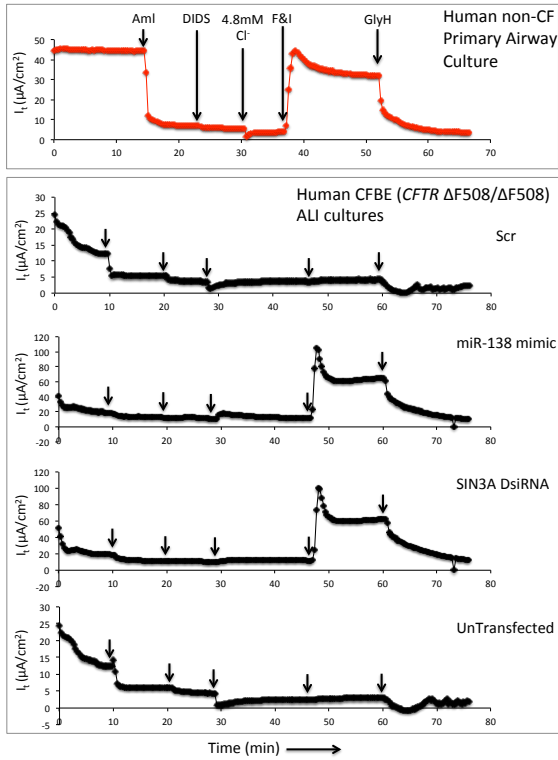 Human non-CF
Primary Airway
Culture
Aml
DIDS
4.8mM
Cl-
F&I
GlyH
It (μA/cm²)
50
40
30
20
10
0
0 10 20 30 40 50 60 70
Human CFBE (CFTR ΔF508/ΔF508)
ALI cultures
Scr
It (μA/cm²)
25
20
15
10
5
0
0 10 20 30 40 50 60 70 80
miR-138 mimic
It (μA/cm²)
120
100
80
60
40
20
0
-20
0 10 20 30 40 50 60 70 80
SIN3A DsiRNA
It (μA/cm²)
120
100
80
60
40
20
0
-20
0 10 20 30 40 50 60 70 80
UnTransfected
It (μA/cm²)
25
20
15
10
5
0
-5
0 10 20 30 40 50 60 70 80
Time (min)